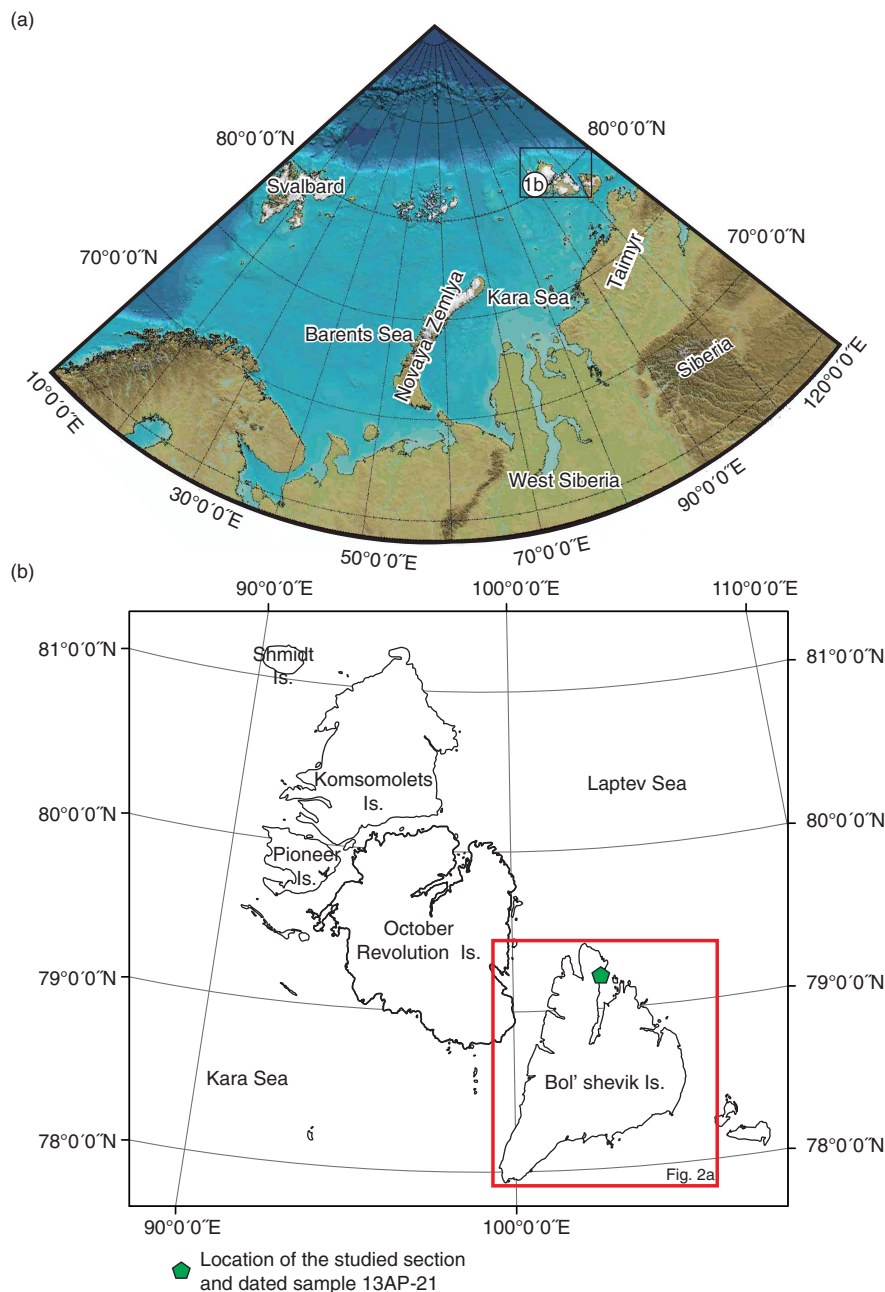 (a)
80°0′0″N
80°0′0″N
Svalbard
1b
70°0′0″N
70°0′0″N
Taimyr
Novaya Zemlya
Kara Sea
Barents Sea
Siberia
10°0′0″E
120°0′0″E
West Siberia
30°0′0″E
90°0′0″E
50°0′0″E
70°0′0″E
(b)
90°0′0″E
100°0′0″E
110°0′0″E
81°0′0″N
81°0′0″N
Shmidt
Is.
Komsomolets
Is.
Laptev Sea
80°0′0″N
80°0′0″N
Pioneer
Is.
October
Revolution Is.
79°0′0″N
79°0′0″N
Kara Sea
Bol’ shevik Is.
78°0′0″N
78°0′0″N
Fig. 2a
90°0′0″E
100°0′0″E
Location of the studied section
and dated sample 13AP-21